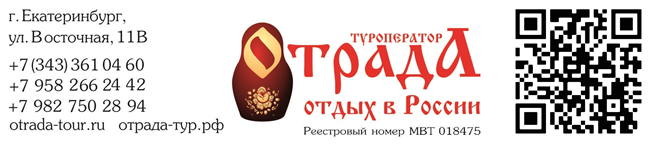 г. Екатеринбург,
ул. Восточная, 11В
+7 (343) 361 04 60
+7 958 266 24 42
+7 982 750 28 94
otrada-tour.ru отрада-тур.рф
туроператор
Отрада
отдых в России
Реестровый номер МВТ 018475